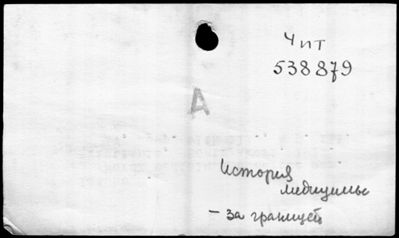 Чит
538879
А
История
медицины
- за границей